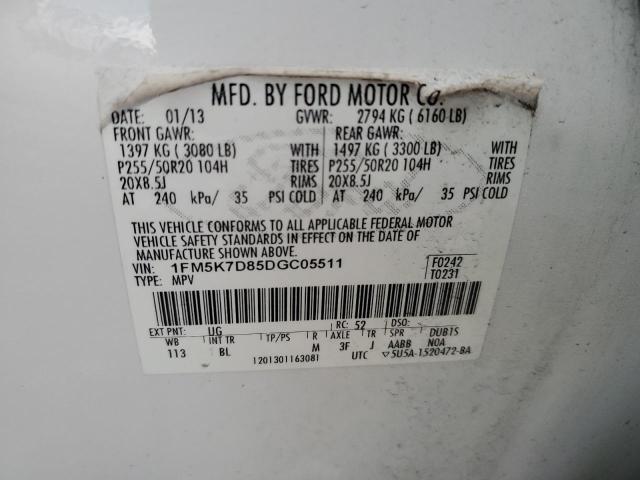 MFD. BY FORD MOTOR CO.
DATE: 01/13 GVWR: 2794 KG ( 6160 LB)
FRONT GAWR: REAR GAWR:
1397 KG ( 3080 LB) WITH 1497 KG ( 3300 LB) WITH
P255/50R20 104H TIRES P255/50R20 104H TIRES
20X8.5J RIMS 20X8.5J RIMS
AT 240 kPa/ 35 PSI COLD AT 240 kPa/ 35 PSI COLD
THIS VEHICLE CONFORMS TO ALL APPLICABLE FEDERAL MOTOR
VEHICLE SAFETY STANDARDS IN EFFECT ON THE DATE OF
MANUFACTURE SHOWN ABOVE.
VIN: 1FM5K7D85DGC05511 F0242
TYPE: MPV T0231
EXT PNT: UG RC: 52 DSO:
WB INT TR TP/PS R AXLE TR SPR DUBIS
113 BL M 3F J AABB N0A
1201301163081 UTC ▽5U5A-1520472-BA